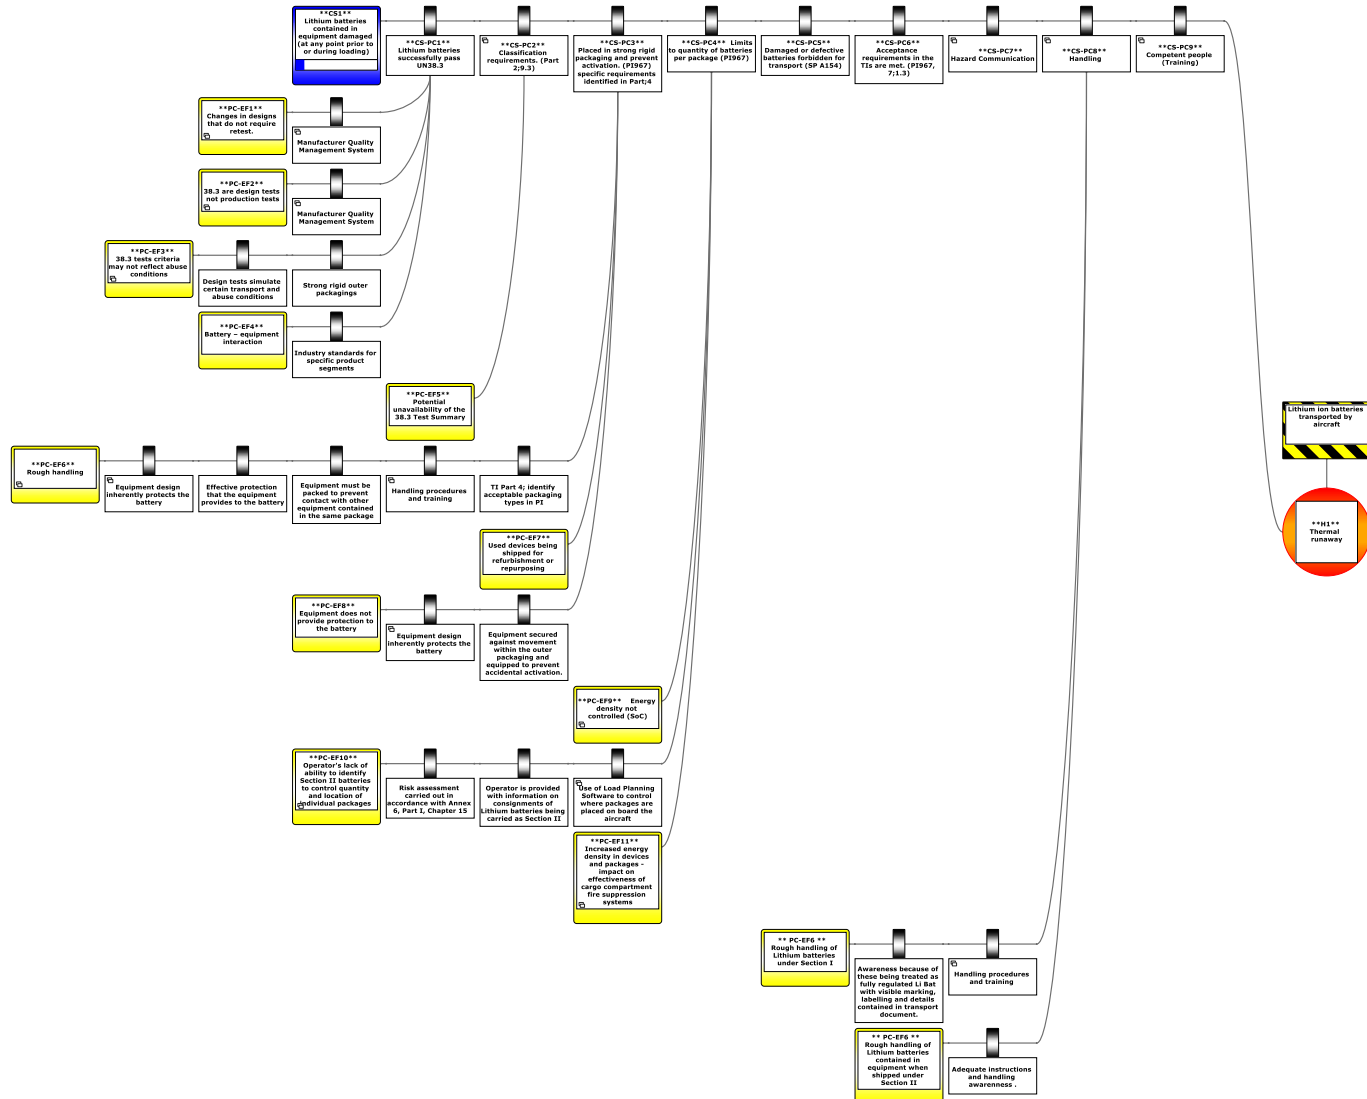 **CS1**
Lithium batteries
contained in
equipment damaged
(at any point prior to
or during loading)
**CS-PC1**
Lithium batteries
successfully pass
UN38.3
**CS-PC2**
Classification
requirements. (Part
2;9.3)
**CS-PC3**
Placed in strong rigid
packaging and prevent
activation. (PI967)
specific requirements
identified in Part;4
**CS-PC4** Limits
to quantity of batteries
per package (PI967)
**CS-PC5**
Damaged or defective
batteries forbidden for
transport (SP A154)
**CS-PC6**
Acceptance
requirements in the
TIs are met. (PI967,
7;1.3)
**CS-PC7**
Hazard Communication
**CS-PC8**
Handling
**CS-PC9**
Competent people
(Training)
**PC-EF1**
Changes in designs
that do not require
retest.
Manufacturer Quality
Management System
**PC-EF2**
38.3 are design tests
not production tests
Manufacturer Quality
Management System
**PC-EF3**
38.3 tests criteria
may not reflect abuse
conditions
Design tests simulate
certain transport and
abuse conditions
Strong rigid outer
packagings
**PC-EF4**
Battery – equipment
interaction
Industry standards for
specific product
segments
**PC-EF5**
Potential
unavailability of the
38.3 Test Summary
Lithium ion batteries
transported by
aircraft
**H1**
Thermal
runaway
**PC-EF6**
Rough handling
Equipment design
inherently protects the
battery
Effective protection
that the equipment
provides to the battery
Equipment must be
packed to prevent
contact with other
equipment contained
in the same package
Handling procedures
and training
TI Part 4; identify
acceptable packaging
types in PI
**PC-EF7**
Used devices being
shipped for
refurbishment or
repurposing
**PC-EF8**
Equipment does not
provide protection to
the battery
Equipment design
inherently protects the
battery
Equipment secured
against movement
within the outer
packaging and
equipped to prevent
accidental activation.
**PC-EF9** Energy
density not
controlled (SoC)
**PC-EF10**
Operator's lack of
ability to identify
Section II batteries
to control quantity
and location of
individual packages
Risk assessment
carried out in
accordance with Annex
6, Part I, Chapter 15
Operator is provided
with information on
consignments of
Lithium batteries being
carried as Section II
Use of Load Planning
Software to control
where packages are
placed on board the
aircraft
**PC-EF11**
Increased energy
density in devices
and packages -
impact on
effectiveness of
cargo compartment
fire suppression
systems
** PC-EF6 **
Rough handling of
Lithium batteries
under Section I
Awareness because of
these being treated as
fully regulated Li Bat
with visible marking,
labelling and details
contained in transport
document.
Handling procedures
and training
** PC-EF6 **
Rough handling of
Lithium batteries
contained in
equipment when
shipped under
Section II
Adequate instructions
and handling
awarenness .